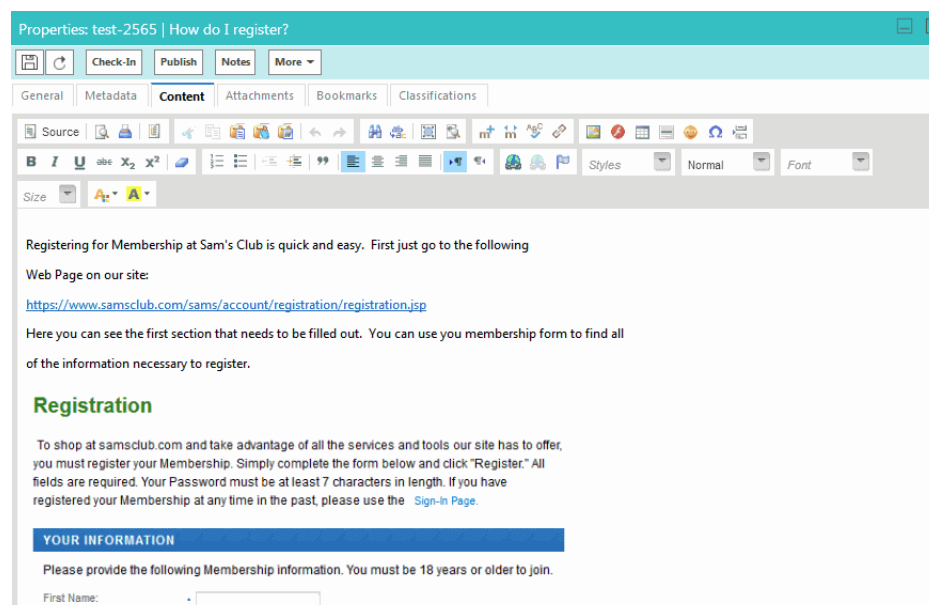 Properties: test-2565 | How do I register?
Check-In Publish Notes More
General Metadata Content Attachments Bookmarks Classifications
Source
B I U abc X₂ X²
Styles Normal Font
Size A A
Registering for Membership at Sam's Club is quick and easy. First just go to the following
Web Page on our site:
https://www.samsclub.com/sams/account/registration/registration.jsp
Here you can see the first section that needs to be filled out. You can use you membership form to find all
of the information necessary to register.
Registration
To shop at samsclub.com and take advantage of all the services and tools our site has to offer,
you must register your Membership. Simply complete the form below and click "Register." All
fields are required. Your Password must be at least 7 characters in length. If you have
registered your Membership at any time in the past, please use the Sign-In Page.
YOUR INFORMATION
Please provide the following Membership information. You must be 18 years or older to join.
First Name: